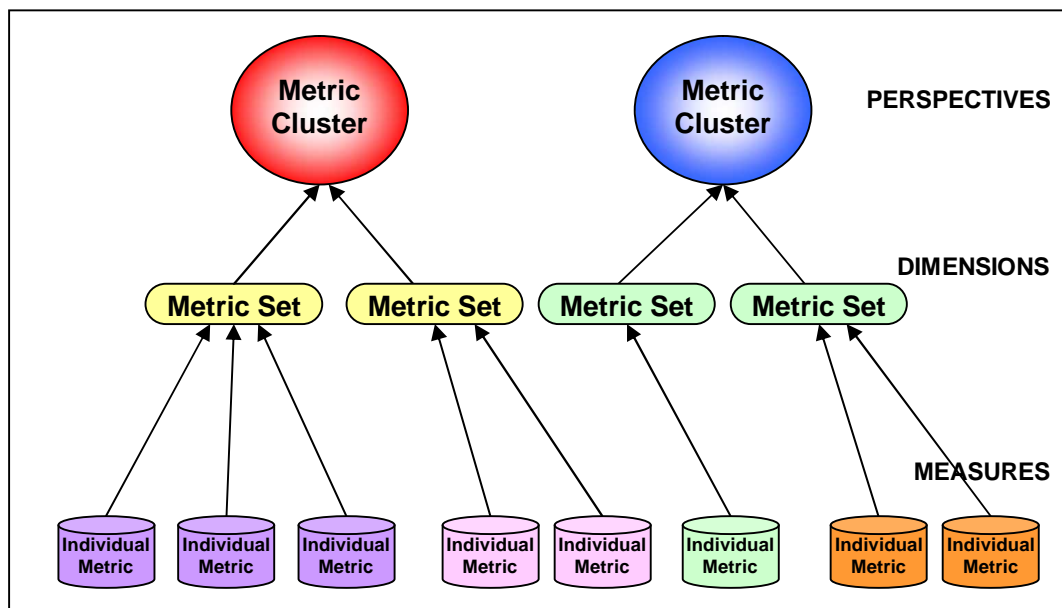 Metric
Cluster
Metric
Cluster
PERSPECTIVES
DIMENSIONS
Metric Set
Metric Set
Metric Set
Metric Set
MEASURES
Individual
Metric
Individual
Metric
Individual
Metric
Individual
Metric
Individual
Metric
Individual
Metric
Individual
Metric
Individual
Metric